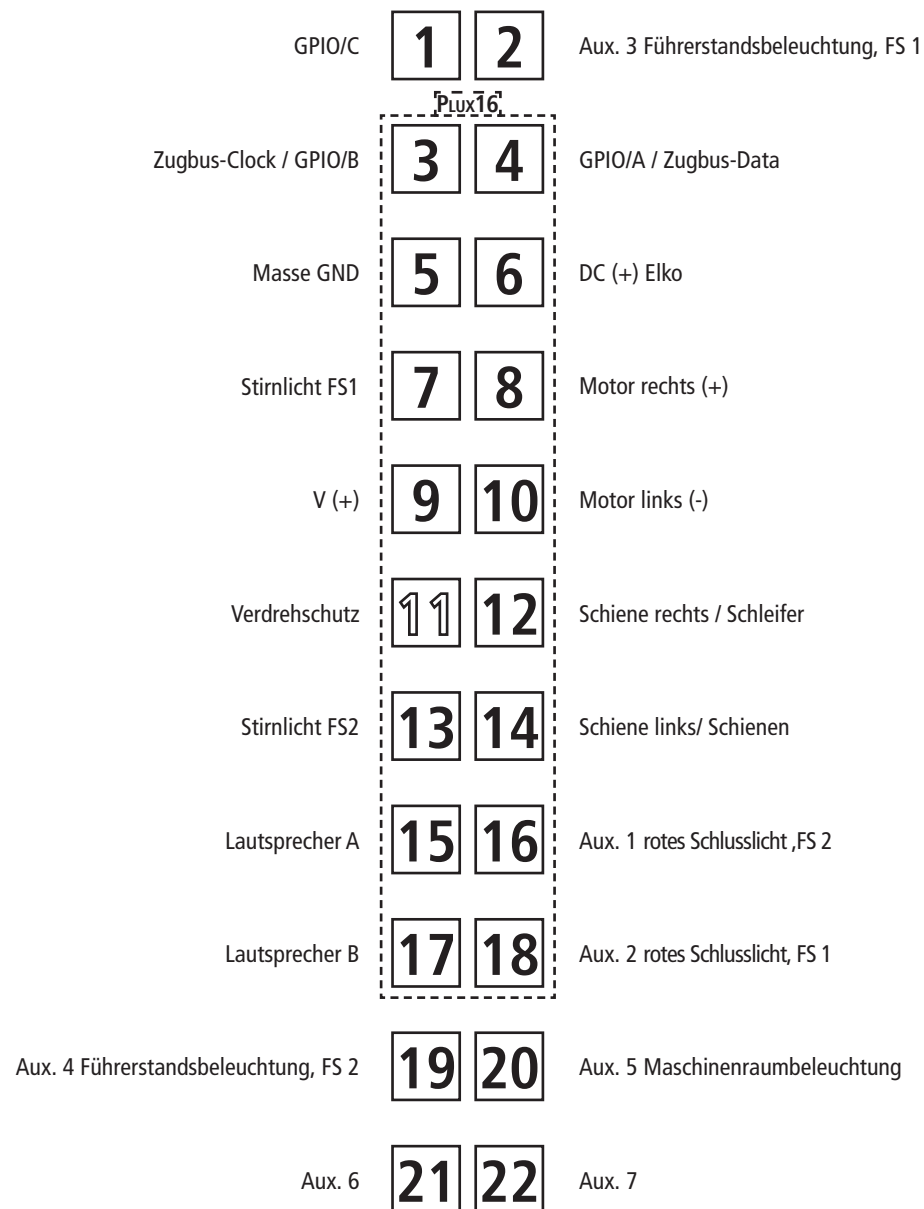 GPIO/C 1 2 Aux. 3 Führerstandsbeleuchtung, FS 1
PLUX16
Zugbus-Clock / GPIO/B 3 4 GPIO/A / Zugbus-Data
Masse GND 5 6 DC (+) Elko
Stirnlicht FS1 7 8 Motor rechts (+)
V (+) 9 10 Motor links (-)
Verdrehschutz 11 12 Schiene rechts / Schleifer
Stirnlicht FS2 13 14 Schiene links/ Schienen
Lautsprecher A 15 16 Aux. 1 rotes Schlusslicht ,FS 2
Lautsprecher B 17 18 Aux. 2 rotes Schlusslicht, FS 1
Aux. 4 Führerstandsbeleuchtung, FS 2 19 20 Aux. 5 Maschinenraumbeleuchtung
Aux. 6 21 22 Aux. 7